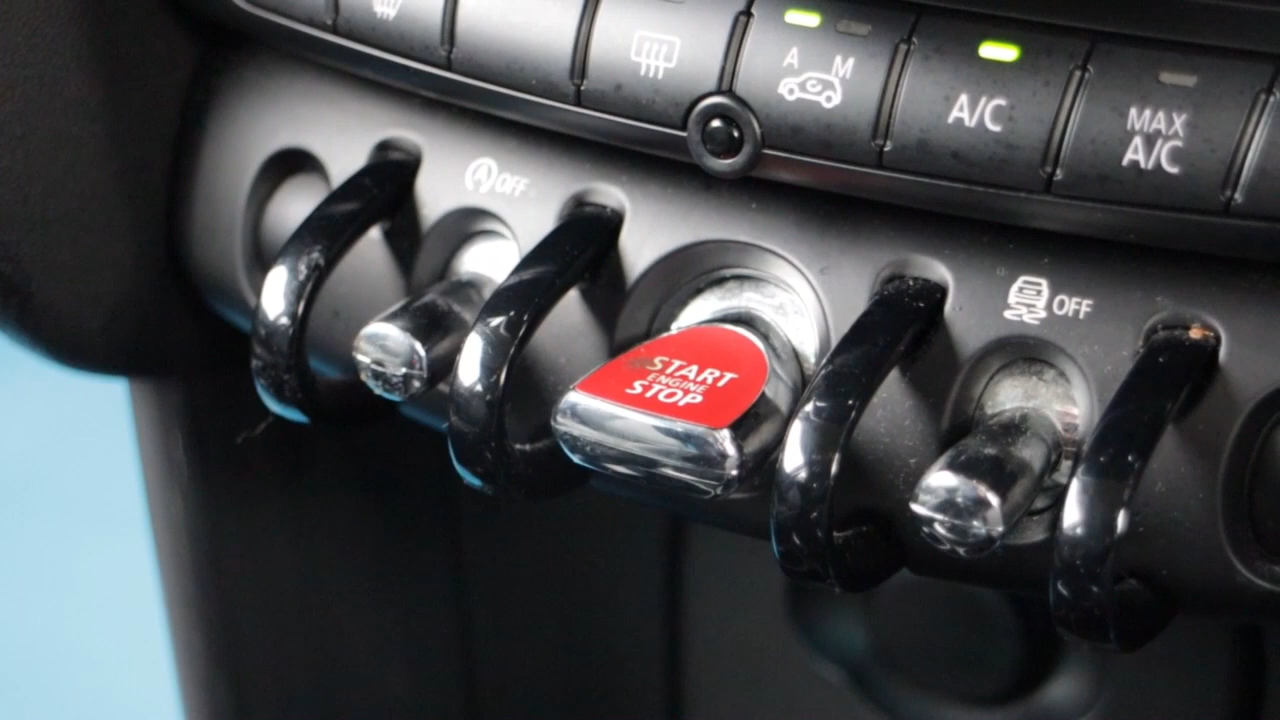 A M
A/C
MAX
A/C
A OFF
OFF
START
ENGINE
STOP